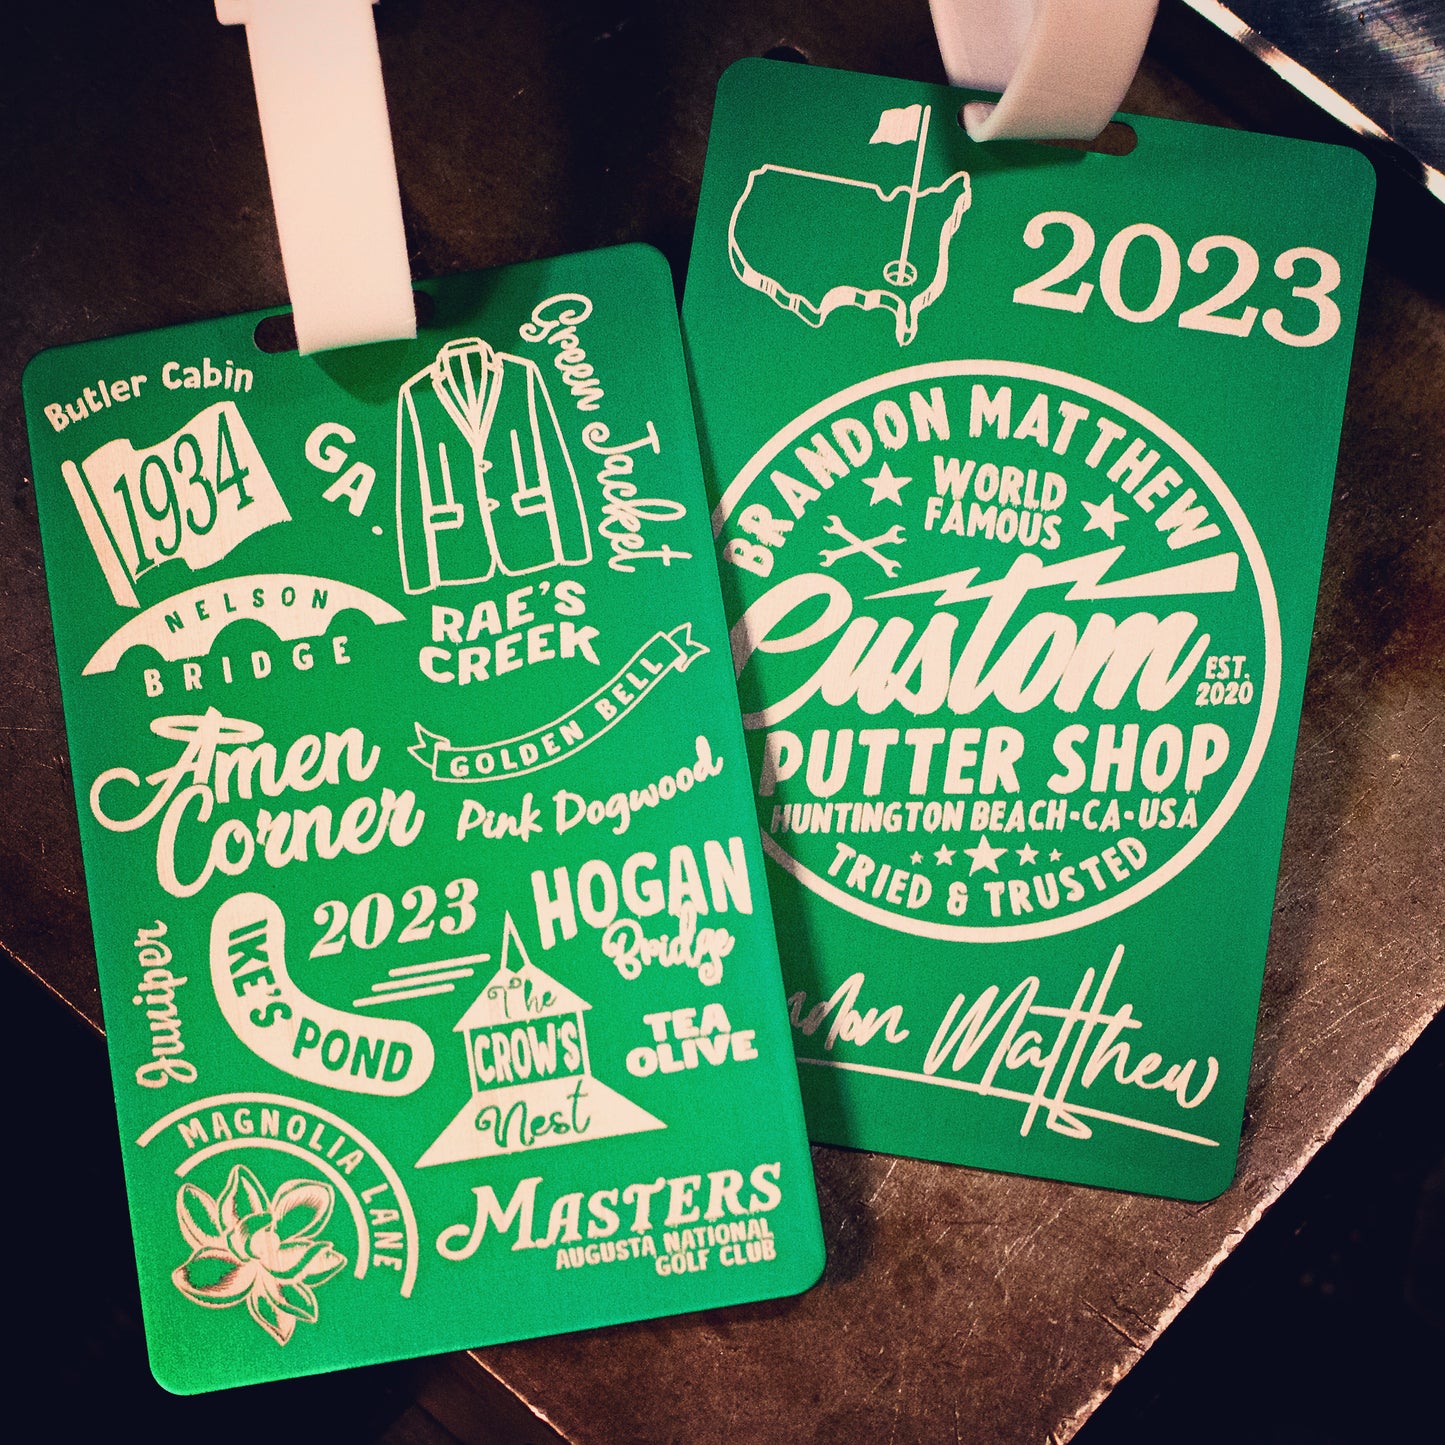 Butler Cabin
1934
GA.
Green Jacket
NELSON
BRIDGE
RAE'S
CREEK
GOLDEN BELL
Amen
Corner
Pink Dogwood
HOGAN
Bridge
2023
Juniper
IKE'S POND
The
CROW'S
Nest
TEA
OLIVE
MAGNOLIA LANE
MASTERS
AUGUSTA NATIONAL
GOLF CLUB
2023
BRANDON MATTHEW
WORLD
FAMOUS
Custom
EST.
2020
PUTTER SHOP
HUNTINGTON BEACH-CA-USA
TRIED & TRUSTED
Matthew